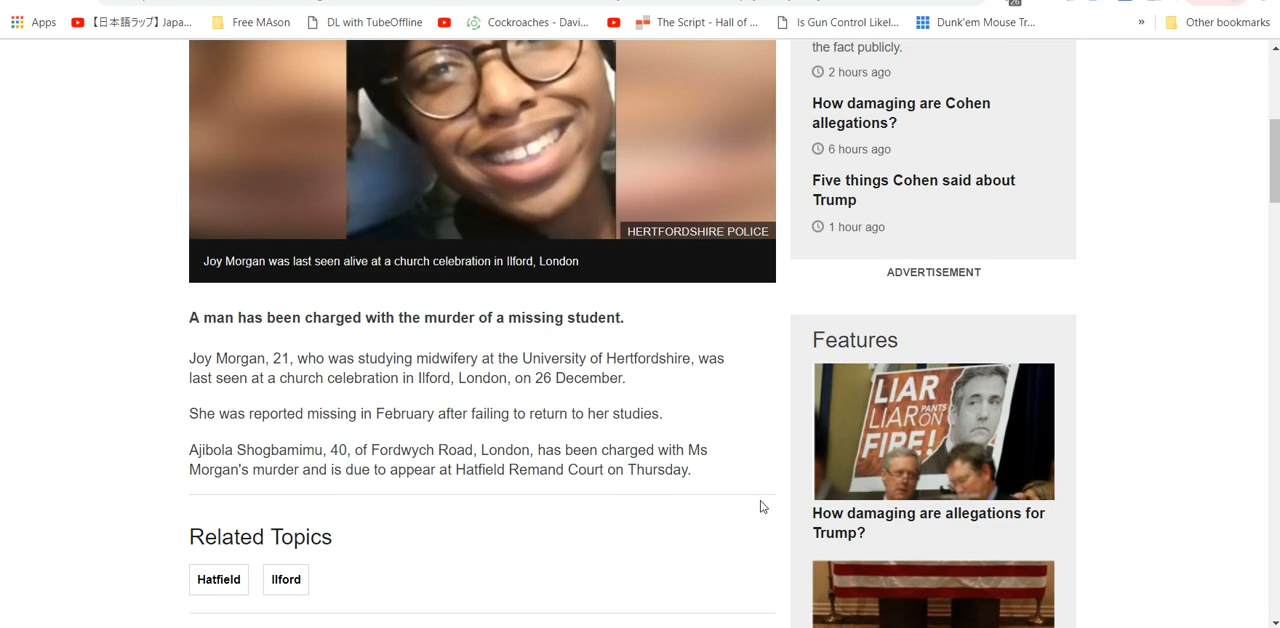 26
Apps
【日本語ラップ】Japa...
Free MAson
DL with TubeOffline
Cockroaches - Davi...
The Script - Hall of ...
Is Gun Control Likel...
Dunk'em Mouse Tr...
»
Other bookmarks
HERTFORDSHIRE POLICE
Joy Morgan was last seen alive at a church celebration in Ilford, London
A man has been charged with the murder of a missing student.
Joy Morgan, 21, who was studying midwifery at the University of Hertfordshire, was
last seen at a church celebration in Ilford, London, on 26 December.
She was reported missing in February after failing to return to her studies.
Ajibola Shogbamimu, 40, of Fordwych Road, London, has been charged with Ms
Morgan's murder and is due to appear at Hatfield Remand Court on Thursday.
Related Topics
Hatfield
Ilford
the fact publicly.
2 hours ago
How damaging are Cohen
allegations?
6 hours ago
Five things Cohen said about
Trump
1 hour ago
ADVERTISEMENT
Features
LIAR
LIAR PANTS ON
FIRE!
How damaging are allegations for
Trump?